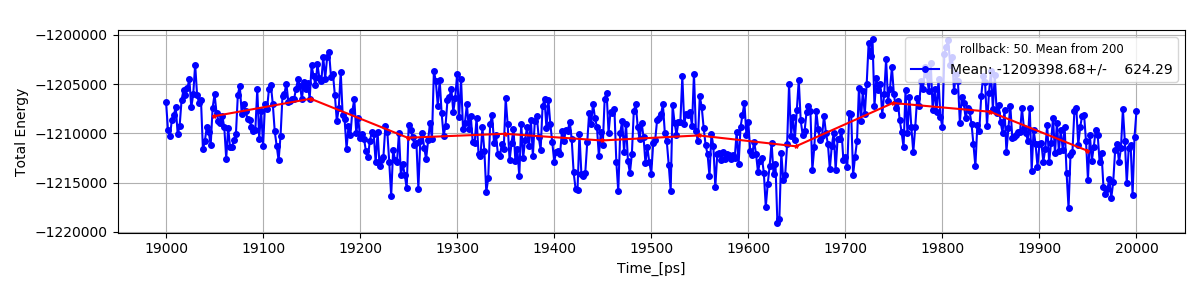 −1200000
−1205000
−1210000
−1215000
−1220000
Total Energy
rollback: 50. Mean from 200
Mean: -1209398.68+/-    624.29
19000 19100 19200 19300 19400 19500 19600 19700 19800 19900 20000
Time_[ps]